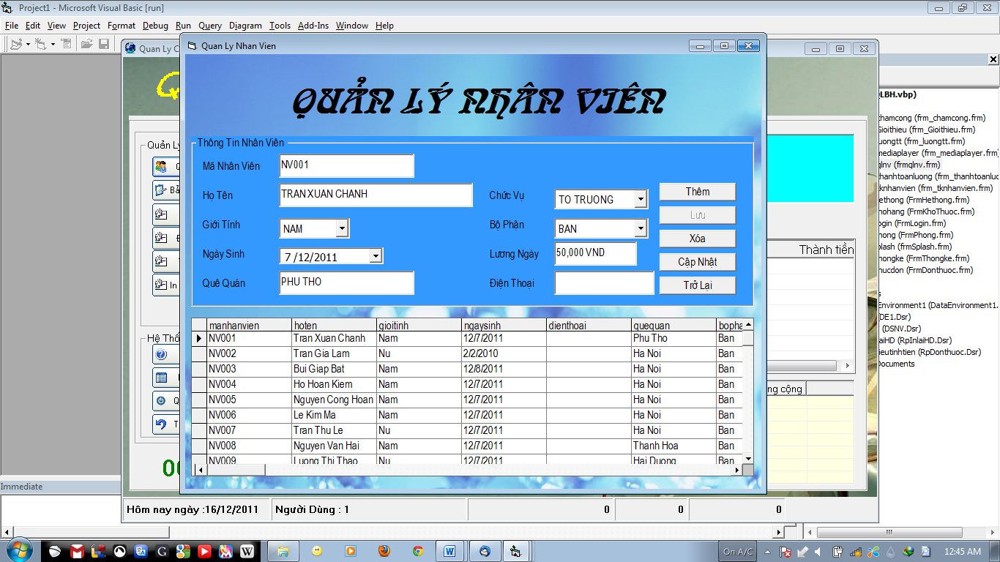 Project1 - Microsoft Visual Basic [run]
File Edit View Project Format Debug Run Query Diagram Tools Add-Ins Window Help
Quan Ly C
Quan Ly Nhan Vien
QUẢN LÝ NHÂN VIÊN
LBH.vbp)
Thông Tin Nhân Viên
Mã Nhân Viên NV001
Họ Tên TRAN XUAN CHANH Chức Vụ TO TRUONG Thêm
Giới Tính NAM Bộ Phận BAN Lưu
Xóa
Ngày Sinh 7 /12/2011 Lương Ngày 50,000 VND Cập Nhật
Quê Quán PHU THO Điện Thoại Trở Lại
manhanvien hoten gioitinh ngaysinh dienthoai quequan bopha
NV001 Tran Xuan Chanh Nam 12/7/2011 Phu Tho Ban
NV002 Tran Gia Lam Nu 2/2/2010 Ha Noi Ban
NV003 Bui Giap Bat Nam 12/8/2011 Ha Noi Ban
NV004 Ho Hoan Kiem Nam 12/7/2011 Ha Noi Ban
NV005 Nguyen Cong Hoan Nam 12/7/2011 Ha Noi Ban
NV006 Le Kim Ma Nam 12/7/2011 Ha Noi Ban
NV007 Tran Thu Le Nu 12/7/2011 Ha Noi Ban
NV008 Nguyen Van Hai Nam 12/7/2011 Thanh Hoa Ban
NV009 Luong Thi Thao Nu 12/7/2011 Hai Duong Ban
Quản Lý
Bả
In
Hệ Thố
Thành tiền
ng cộng
hamcong (frm_chamcong.frm)
Gioithieu (frm_Gioithieu.frm)
uongtt (frm_luongtt.frm)
mediaplayer (frm_mediaplayer.frm)
qlnv (frmqlnv.frm)
hanhtoanluong (frm_thanhtoanluo
knhanvien (frm_tknhanvien.frm)
Hethong (FrmHethong.frm)
hohang (FrmKhoThuoc.frm)
ogin (FrmLogin.frm)
hong (FrmPhong.frm)
Splash (frmSplash.frm)
hongke (FrmThongke.frm)
hucdon (FrmDonthuoc.frm)
Environment1 (DataEnvironment1.
DE1.Dsr)
(DSNV.Dsr)
laiHD (RpInlaiHD.Dsr)
ieutinhtien (RpDonthuoc.Dsr)
Documents
Immediate
Hôm nay ngày :16/12/2011 Người Dùng : 1 0 0 0
On A/C 12:45 AM